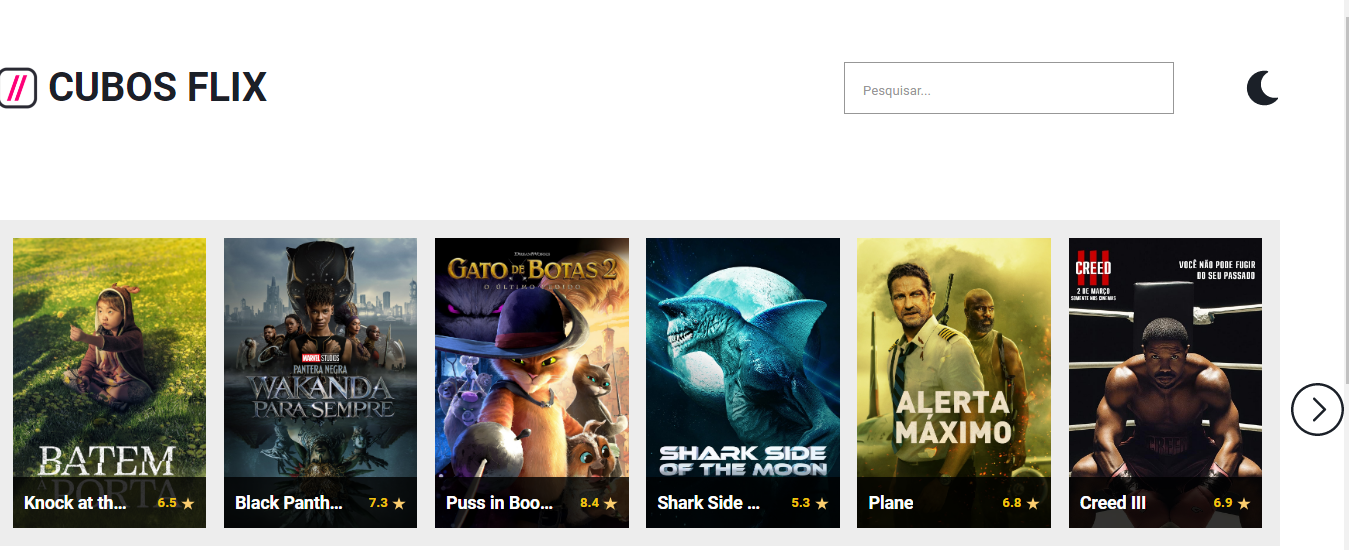 // CUBOS FLIX
Pesquisar...
BATEM
À PORTA
Knock at th... 6.5 ★
MARVEL STUDIOS
PANTERA NEGRA
WAKANDA
PARA SEMPRE
Black Panth... 7.3 ★
DREAMWORKS
GATO DE BOTAS 2
O ÚLTIMO PEDIDO
Puss in Boo... 8.4 ★
SHARK SIDE
OF THE MOON
Shark Side ... 5.3 ★
ALERTA
MÁXIMO
Plane 6.8 ★
CREED
III
2 DE MARÇO
SOMENTE NOS CINEMAS
VOCÊ NÃO PODE FUGIR
DO SEU PASSADO
CREED
Creed III 6.9 ★